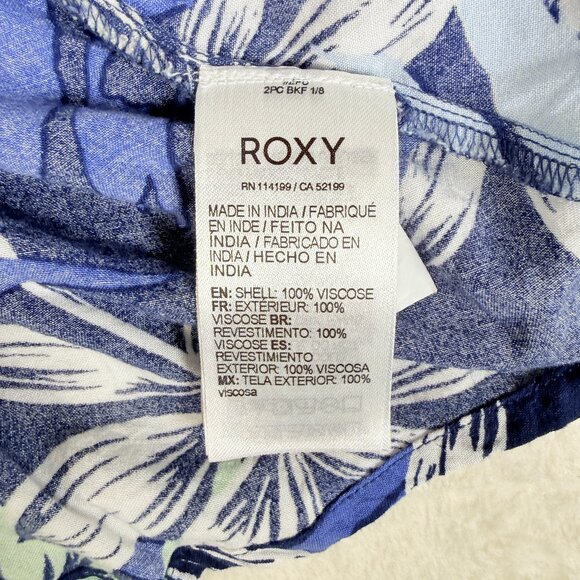 2PC BKF 1/8
ROXY
RN 114199 / CA 52199
MADE IN INDIA / FABRIQUÉ
EN INDE / FEITO NA
ÍNDIA / FABRICADO EN
INDIA / HECHO EN
INDIA
EN: SHELL: 100% VISCOSE
FR: EXTÉRIEUR: 100%
VISCOSE BR:
REVESTIMENTO: 100%
VISCOSE ES:
REVESTIMIENTO
EXTERIOR: 100% VISCOSA
MX: TELA EXTERIOR: 100%
viscosa